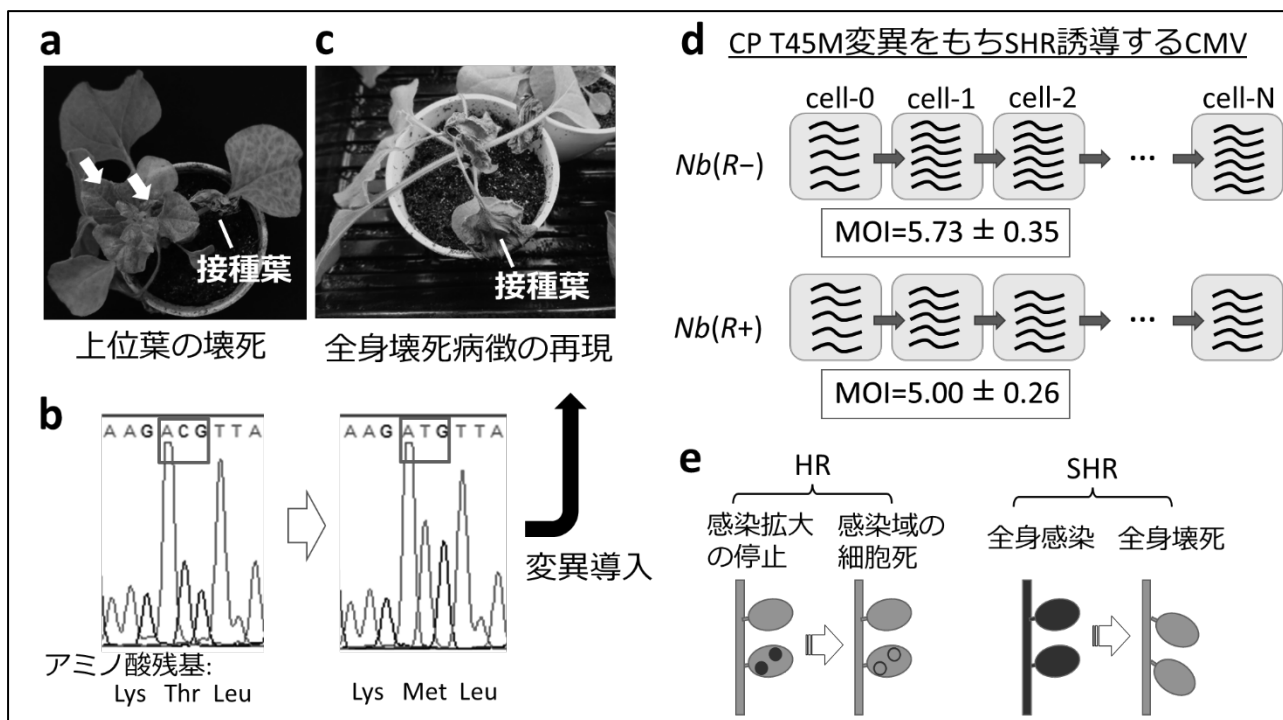 a
接種葉
上位葉の壊死
c
接種葉
全身壊死病徴の再現
b
A A G A C G T T A
A A G A T G T T A
変異導入
アミノ酸残基:
Lys Thr Leu
Lys Met Leu
d CP T45M変異をもちSHR誘導するCMV
cell-0 cell-1 cell-2 cell-N
Nb(R−)
...
MOI=5.73 ± 0.35
Nb(R+)
...
MOI=5.00 ± 0.26
e
HR
感染拡大
の停止
感染域の
細胞死
SHR
全身感染
全身壊死